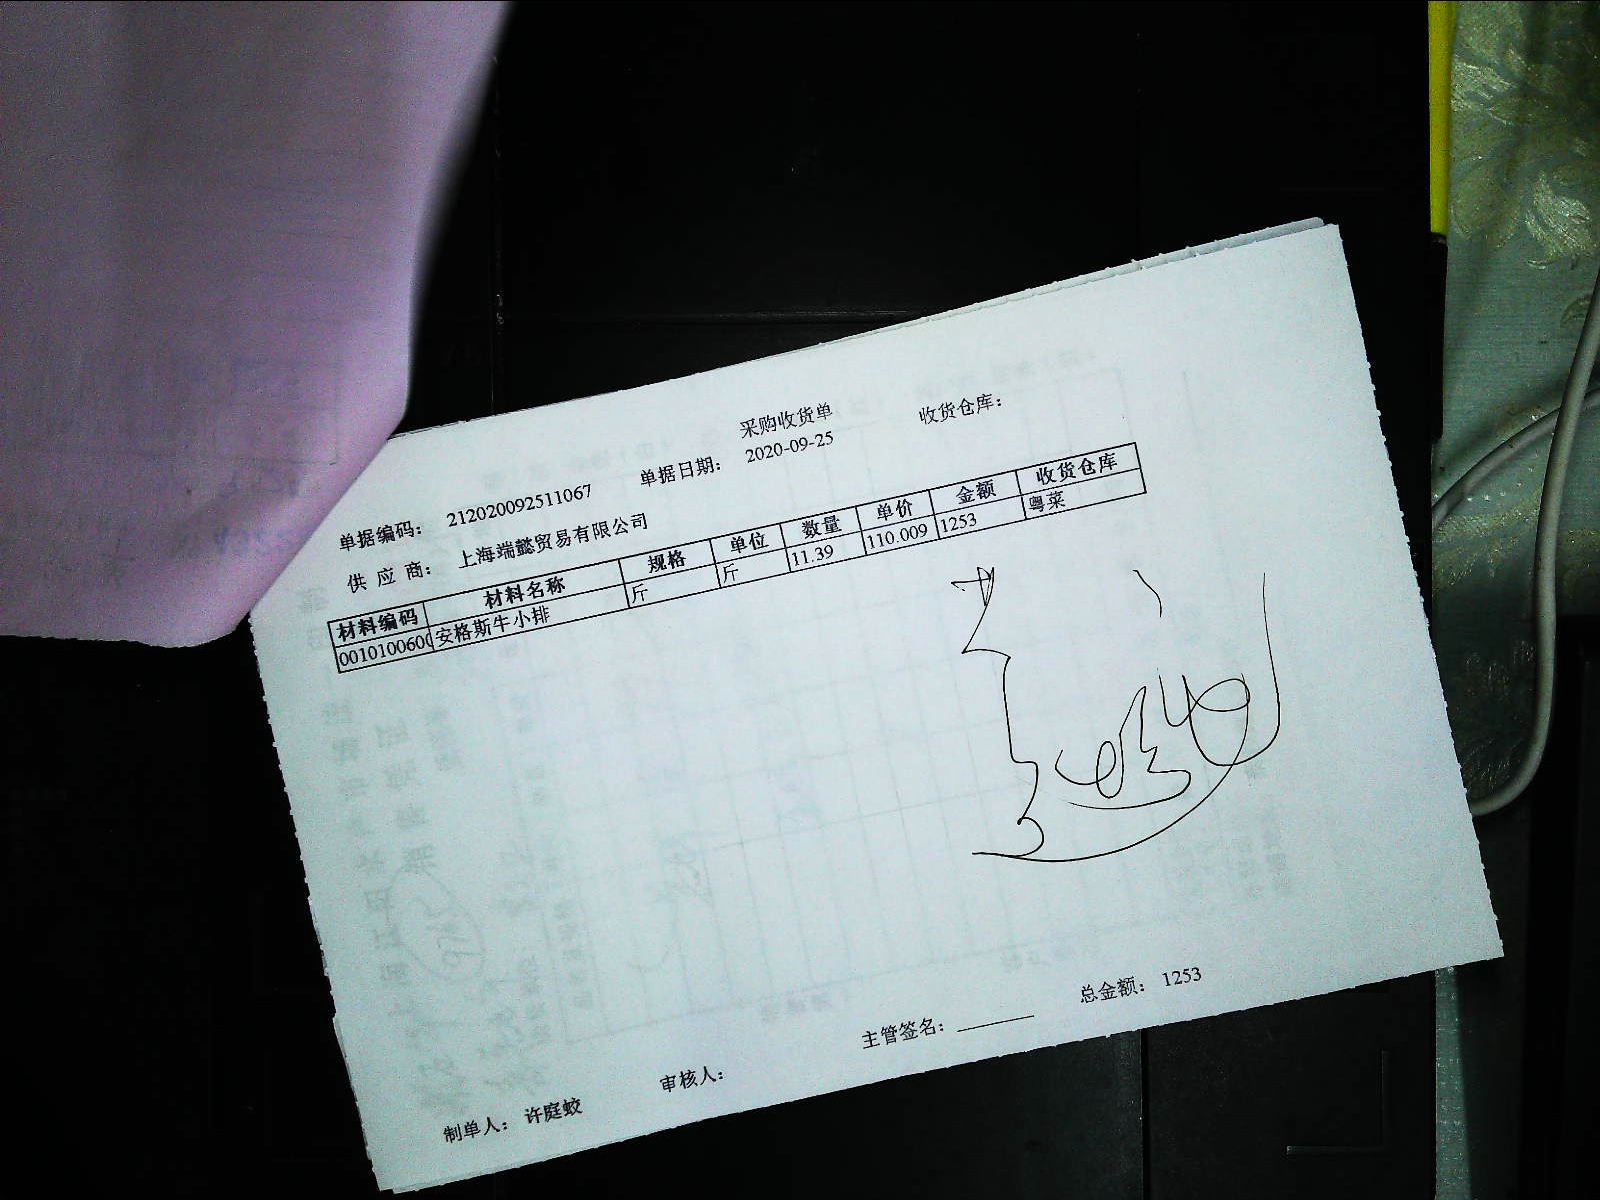 采购收货单
单据编码： 212020092511067 单据日期： 2020-09-25 收货仓库：
供 应 商： 上海端懿贸易有限公司
材料编码 材料名称 规格 单位 数量 单价 金额 收货仓库
001010060 安格斯牛小排 斤 斤 11.39 110.009 1253 粤菜
总金额： 1253
制单人： 许庭蛟 审核人： 主管签名：